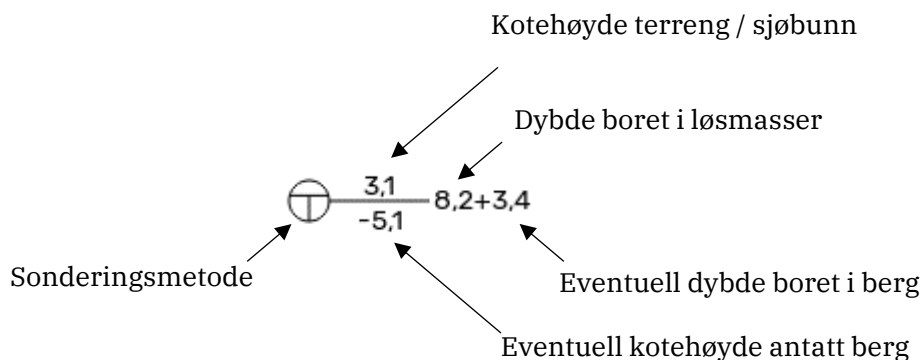 Kotehøyde terreng / sjøbunn
Dybde boret i løsmasser
3,1
8,2+3,4
-5,1
Sonderingsmetode
Eventuell dybde boret i berg
Eventuell kotehøyde antatt berg